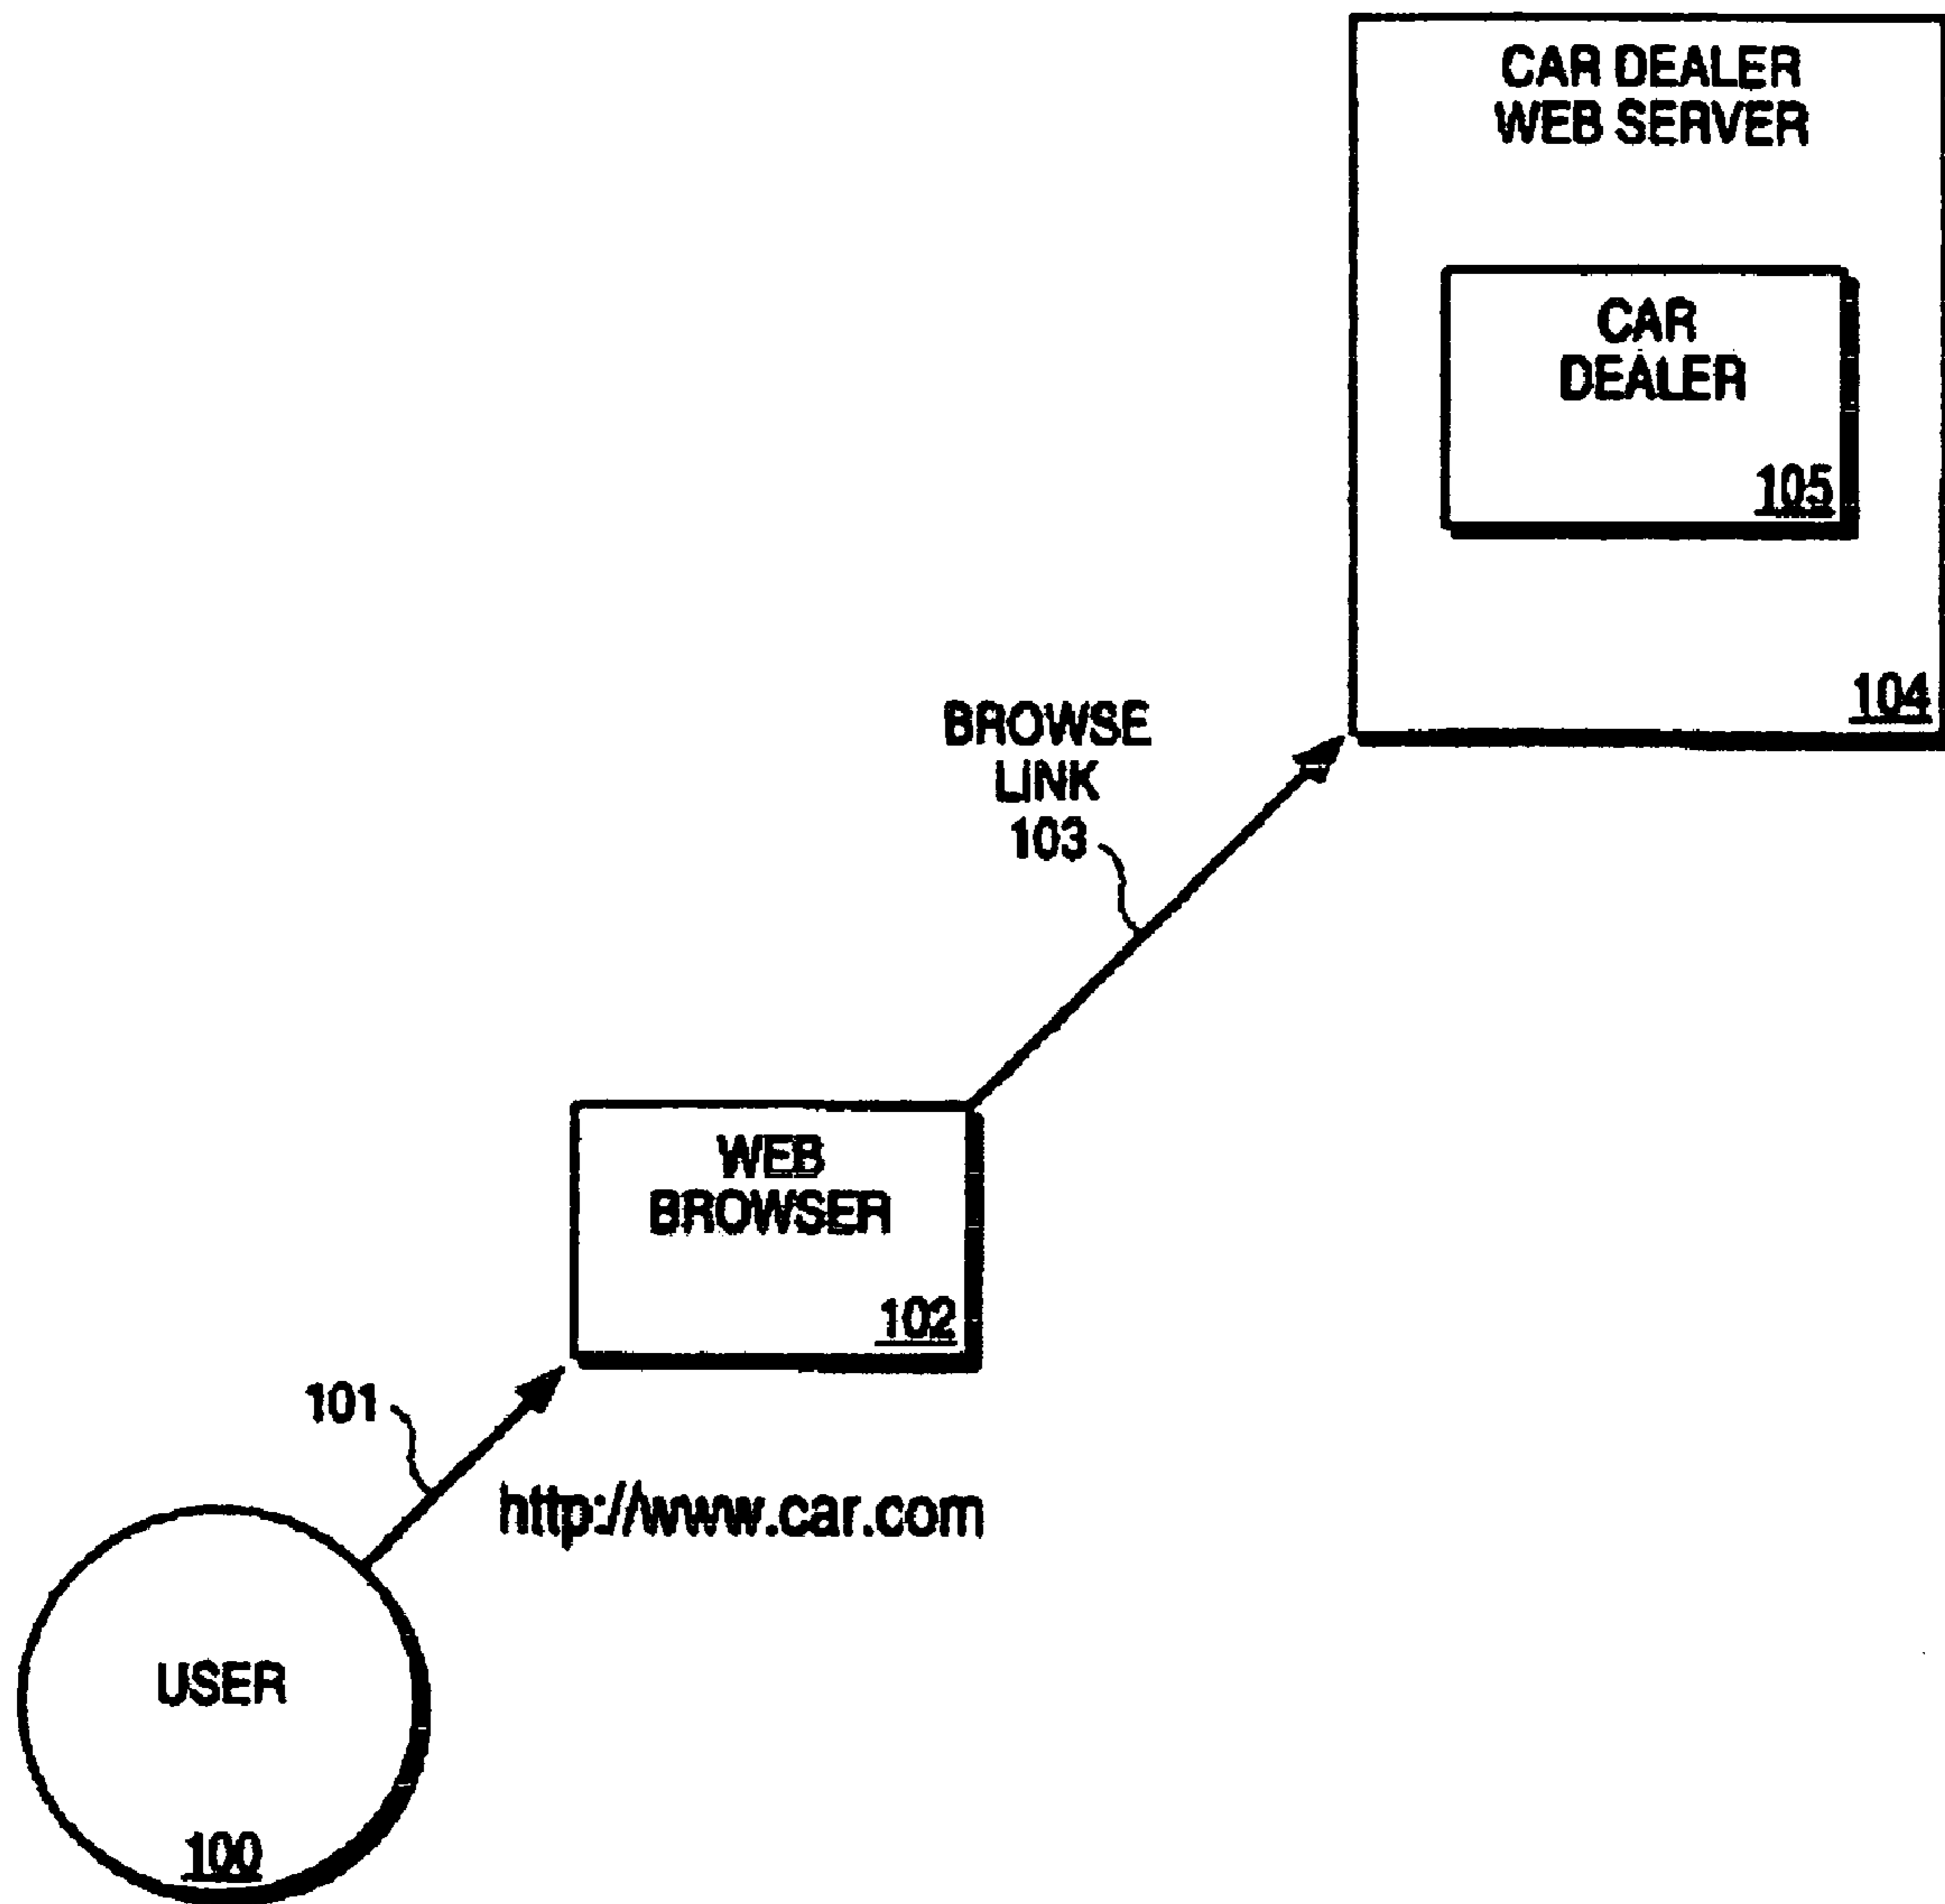 CAR DEALER
WEB SERVER
CAR
DEALER
105
104
BROWSE
LINK
103
WEB
BROWSER
102
101
http://www.car.com
USER
100